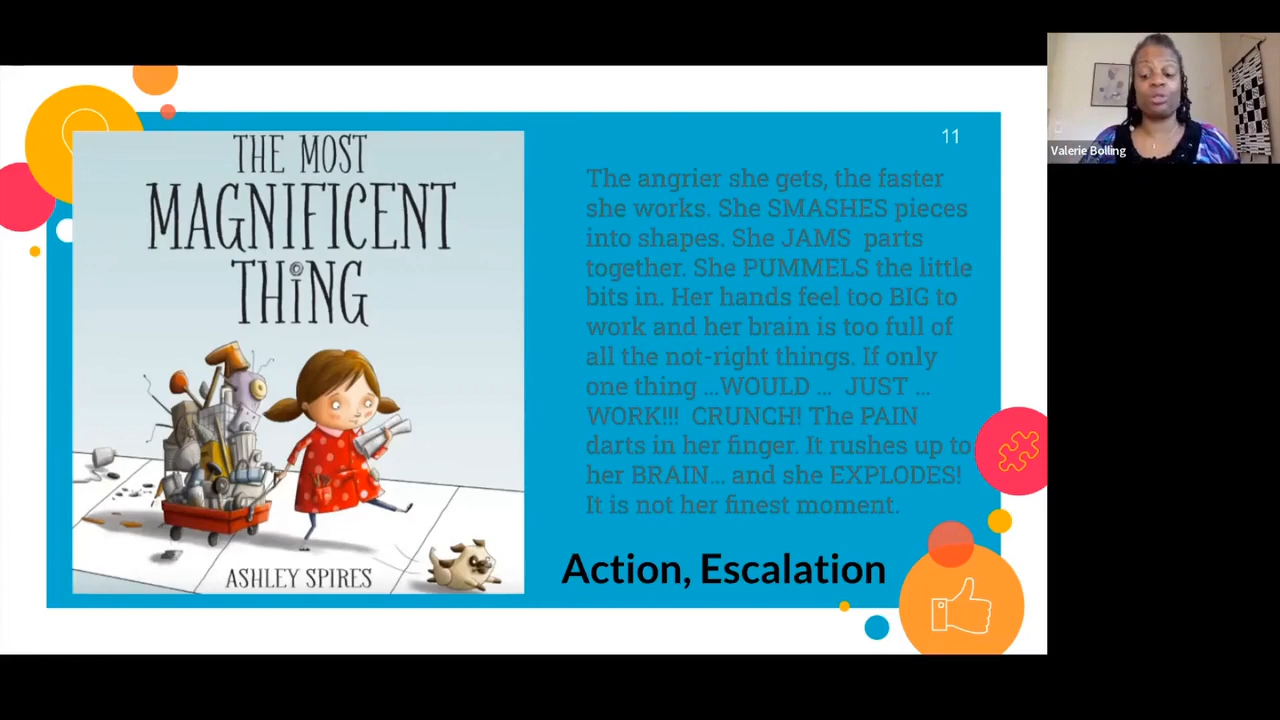 THE MOST
MAGNIFICENT
THiNG
ASHLEY SPIRES
11
The angrier she gets, the faster
she works. She SMASHES pieces
into shapes. She JAMS parts
together. She PUMMELS the little
bits in. Her hands feel too BIG to
work and her brain is too full of
all the not-right things. If only
one thing ...WOULD ... JUST ...
WORK!!! CRUNCH! The PAIN
darts in her finger. It rushes up to
her BRAIN... and she EXPLODES!
It is not her finest moment.
Action, Escalation
Valerie Bolling